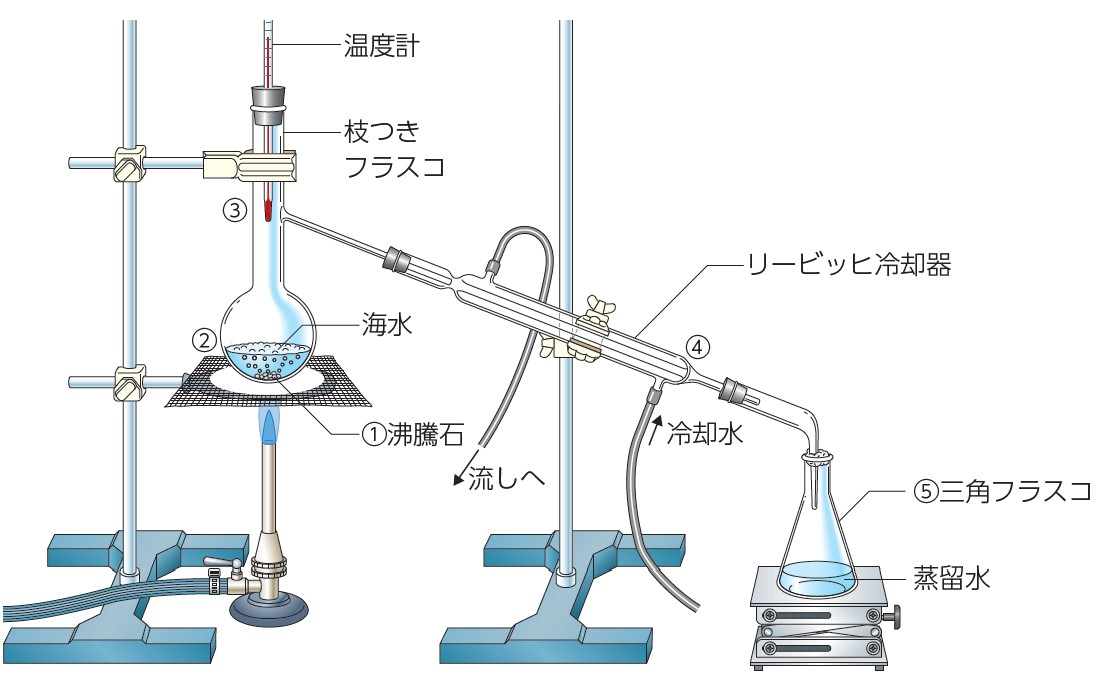 温度計
枝つき
フラスコ
③
リービッヒ冷却器
②
海水
④
①沸騰石
冷却水
流しへ
⑤三角フラスコ
蒸留水